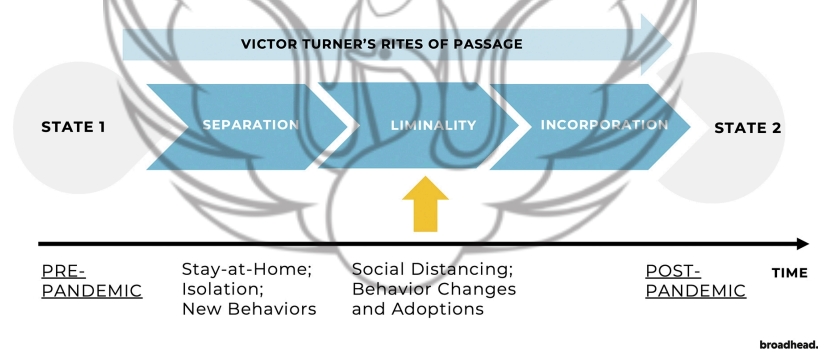 VICTOR TURNER'S RITES OF PASSAGE
STATE 1
SEPARATION
LIMINALITY
INCORPORATION
STATE 2
PRE-
PANDEMIC
Stay-at-Home;
Isolation;
New Behaviors
Social Distancing;
Behavior Changes
and Adoptions
POST-
PANDEMIC
TIME
broadhead.